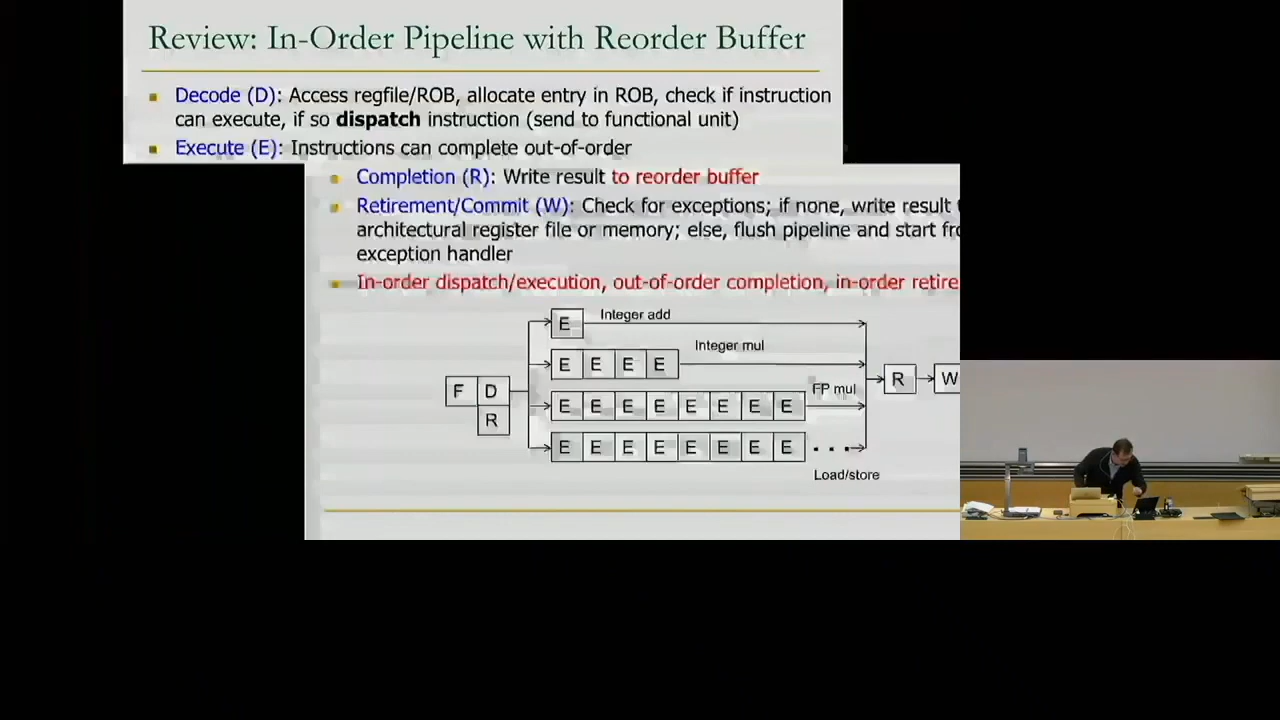 Review: In-Order Pipeline with Reorder Buffer
Decode (D): Access regfile/ROB, allocate entry in ROB, check if instruction
can execute, if so dispatch instruction (send to functional unit)
Execute (E): Instructions can complete out-of-order
Completion (R): Write result to reorder buffer
Retirement/Commit (W): Check for exceptions; if none, write result
architectural register file or memory; else, flush pipeline and start
exception handler
In-order dispatch/execution, out-of-order completion, in-order
E Integer add
Integer mul
E E E E
F D
R
FP mul
E E E E E E E E
R W
E E E E E E E E . . .
Load/store